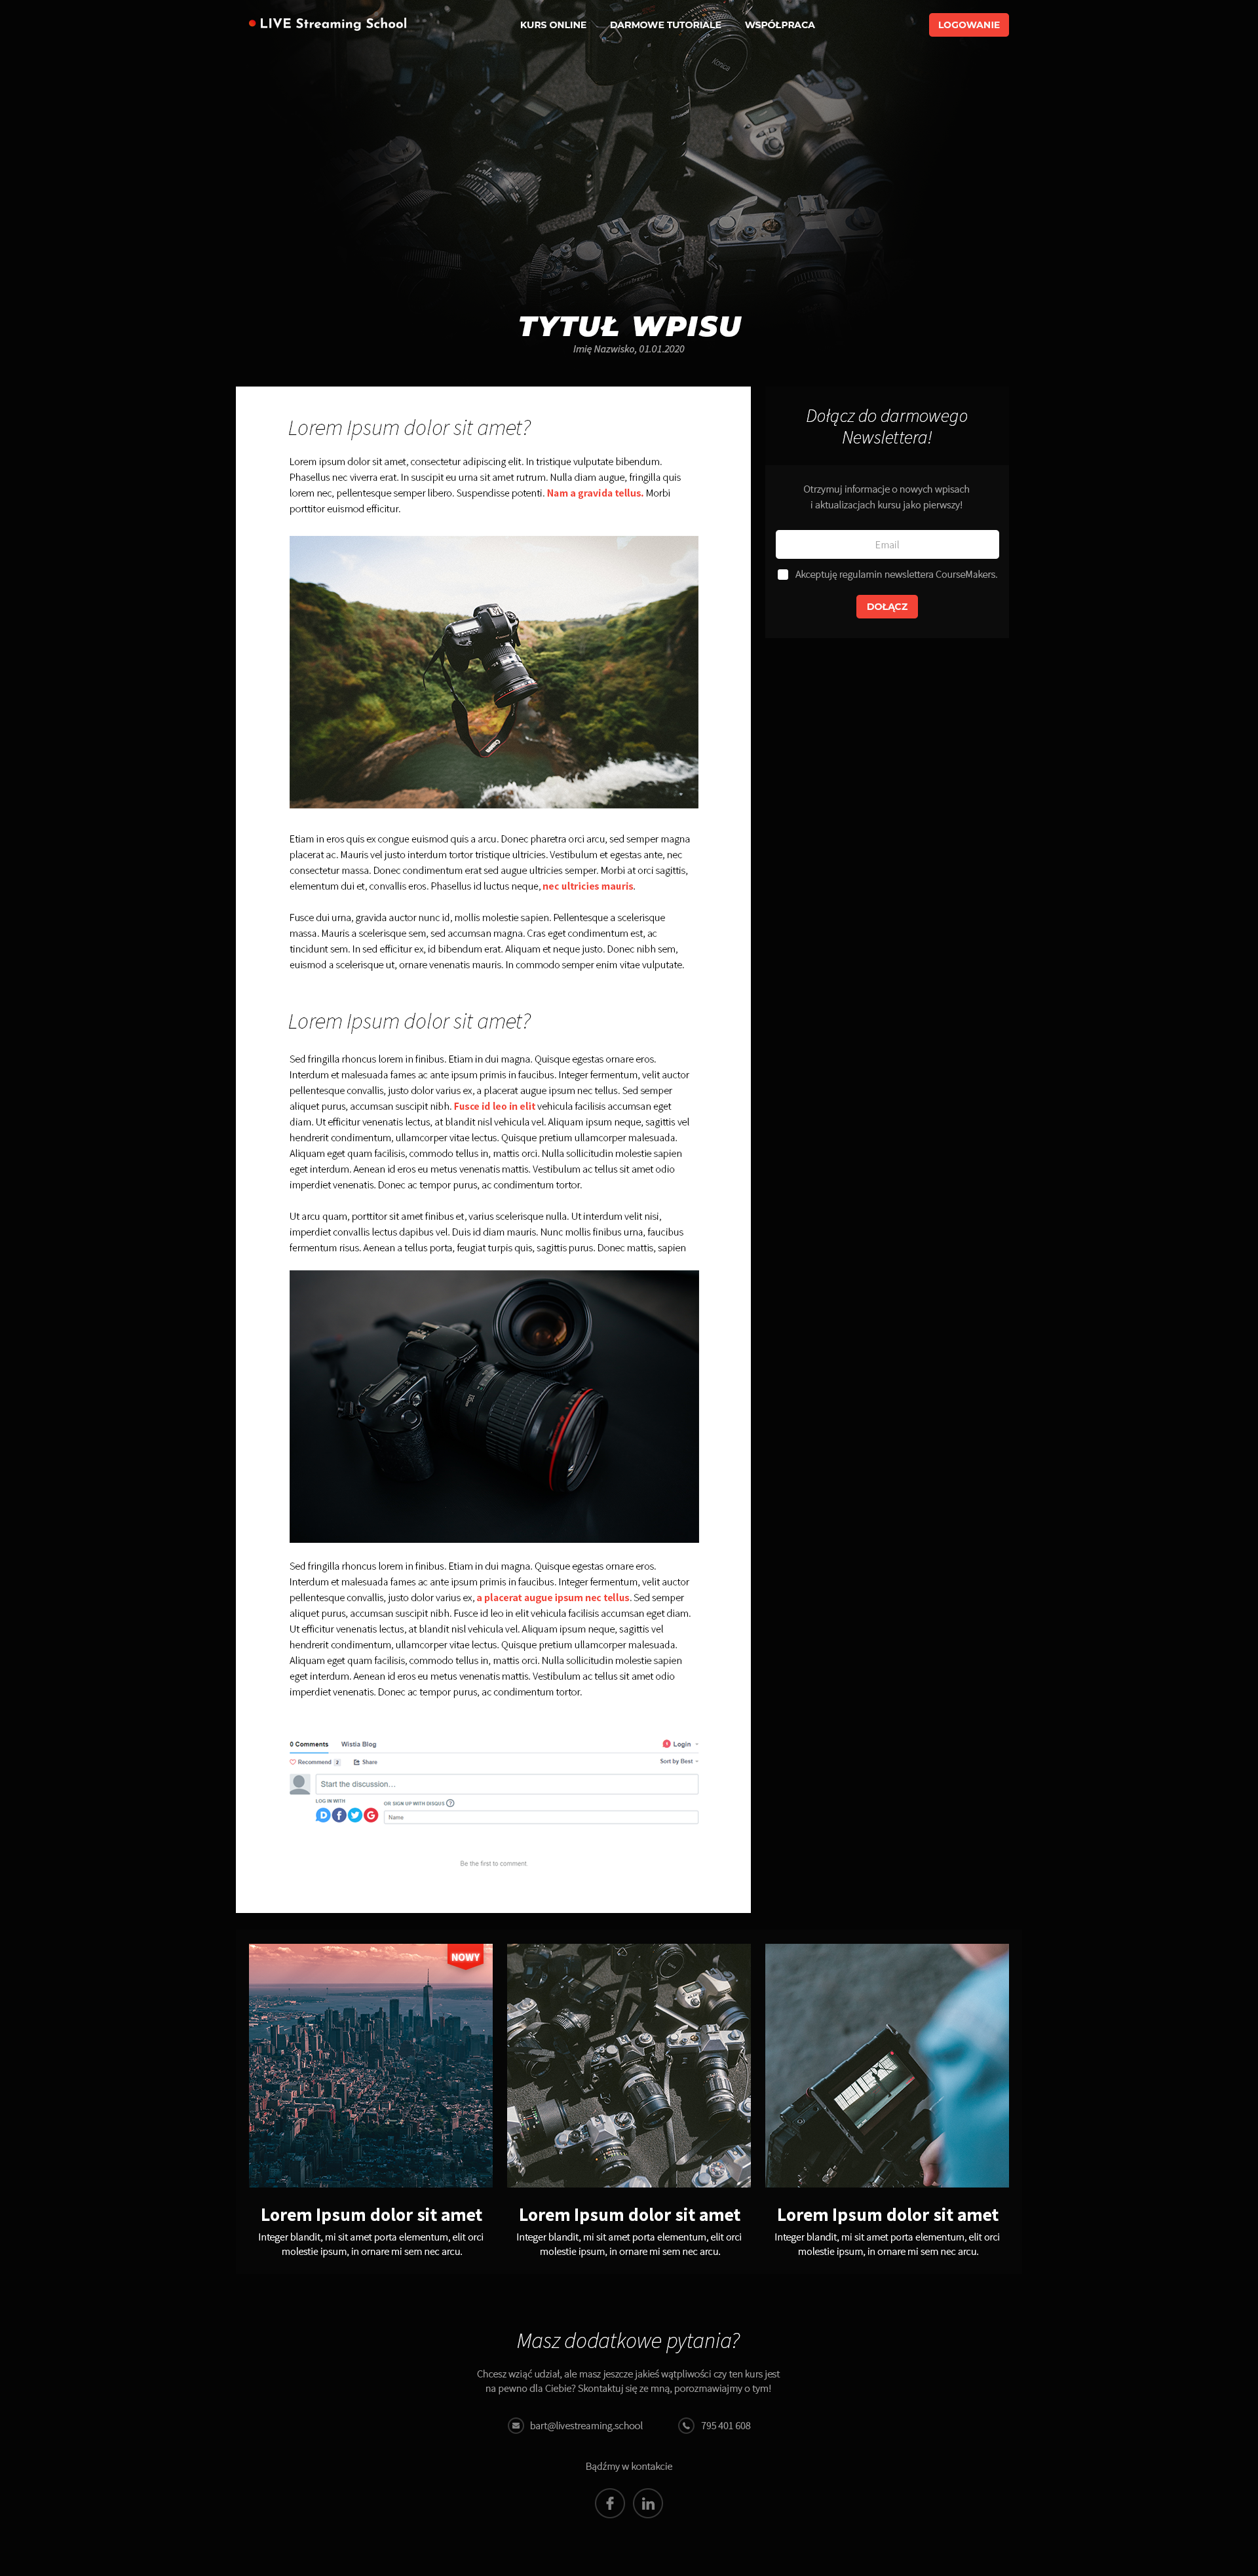 LIVE Streaming School
KURS ONLINE
DARMOWE TUTORIALE
WSPÓŁPRACA
LOGOWANIE
TYTUŁ WPISU
Imię Nazwisko, 01.01.2020
Lorem Ipsum dolor sit amet?
Lorem ipsum dolor sit amet, consectetur adipiscing elit. In tristique vulputate bibendum.
Phasellus nec viverra erat. In suscipit eu urna sit amet rutrum. Nulla diam augue, fringilla quis
lorem nec, pellentesque semper libero. Suspendisse potenti. Nam a gravida tellus. Morbi
porttitor euismod efficitur.
Canon
Etiam in eros quis ex congue euismod quis a arcu. Donec pharetra orci arcu, sed semper magna
placerat ac. Mauris vel justo interdum tortor tristique ultricies. Vestibulum et egestas ante, nec
consectetur massa. Donec condimentum erat sed augue ultricies semper. Morbi at orci sagittis,
elementum dui et, convallis eros. Phasellus id luctus neque, nec ultricies mauris.
Fusce dui urna, gravida auctor nunc id, mollis molestie sapien. Pellentesque a scelerisque
massa. Mauris a scelerisque sem, sed accumsan magna. Cras eget condimentum est, ac
tincidunt sem. In sed efficitur ex, id bibendum erat. Aliquam et neque justo. Donec nibh sem,
euismod a scelerisque ut, ornare venenatis mauris. In commodo semper enim vitae vulputate.
Lorem Ipsum dolor sit amet?
Sed fringilla rhoncus lorem in finibus. Etiam in dui magna. Quisque egestas ornare eros.
Interdum et malesuada fames ac ante ipsum primis in faucibus. Integer fermentum, velit auctor
pellentesque convallis, justo dolor varius ex, a placerat augue ipsum nec tellus. Sed semper
aliquet purus, accumsan suscipit nibh. Fusce id leo in elit vehicula facilisis accumsan eget
diam. Ut efficitur venenatis lectus, at blandit nisl vehicula vel. Aliquam ipsum neque, sagittis vel
hendrerit condimentum, ullamcorper vitae lectus. Quisque pretium ullamcorper malesuada.
Aliquam eget quam facilisis, commodo tellus in, mattis orci. Nulla sollicitudin molestie sapien
eget interdum. Aenean id eros eu metus venenatis mattis. Vestibulum ac tellus sit amet odio
imperdiet venenatis. Donec ac tempor purus, ac condimentum tortor.
Ut arcu quam, porttitor sit amet finibus et, varius scelerisque nulla. Ut interdum velit nisi,
imperdiet convallis lectus dapibus vel. Duis id diam mauris. Nunc mollis finibus urna, faucibus
fermentum risus. Aenean a tellus porta, feugiat turpis quis, sagittis purus. Donec mattis, sapien
Sed fringilla rhoncus lorem in finibus. Etiam in dui magna. Quisque egestas ornare eros.
Interdum et malesuada fames ac ante ipsum primis in faucibus. Integer fermentum, velit auctor
pellentesque convallis, justo dolor varius ex, a placerat augue ipsum nec tellus. Sed semper
aliquet purus, accumsan suscipit nibh. Fusce id leo in elit vehicula facilisis accumsan eget diam.
Ut efficitur venenatis lectus, at blandit nisl vehicula vel. Aliquam ipsum neque, sagittis vel
hendrerit condimentum, ullamcorper vitae lectus. Quisque pretium ullamcorper malesuada.
Aliquam eget quam facilisis, commodo tellus in, mattis orci. Nulla sollicitudin molestie sapien
eget interdum. Aenean id eros eu metus venenatis mattis. Vestibulum ac tellus sit amet odio
imperdiet venenatis. Donec ac tempor purus, ac condimentum tortor.
0 Comments
Wistia Blog
Login
Recommend 2
Share
Sort by Best
Start the discussion…
LOG IN WITH
OR SIGN UP WITH DISQUS ?
Name
Be the first to comment
Dołącz do darmowego
Newslettera!
Otrzymuj informacje o nowych wpisach
i aktualizacjach kursu jako pierwszy!
Email
Akceptuję regulamin newslettera CourseMakers.
DOŁĄCZ
NOWY
Lorem Ipsum dolor sit amet
Integer blandit, mi sit amet porta elementum, elit orci
molestie ipsum, in ornare mi sem nec arcu.
Lorem Ipsum dolor sit amet
Integer blandit, mi sit amet porta elementum, elit orci
molestie ipsum, in ornare mi sem nec arcu.
Lorem Ipsum dolor sit amet
Integer blandit, mi sit amet porta elementum, elit orci
molestie ipsum, in ornare mi sem nec arcu.
Masz dodatkowe pytania?
Chcesz wziąć udział, ale masz jeszcze jakieś wątpliwości czy ten kurs jest
na pewno dla Ciebie? Skontaktuj się ze mną, porozmawiajmy o tym!
bart@livestreaming.school
795 401 608
Bądźmy w kontakcie